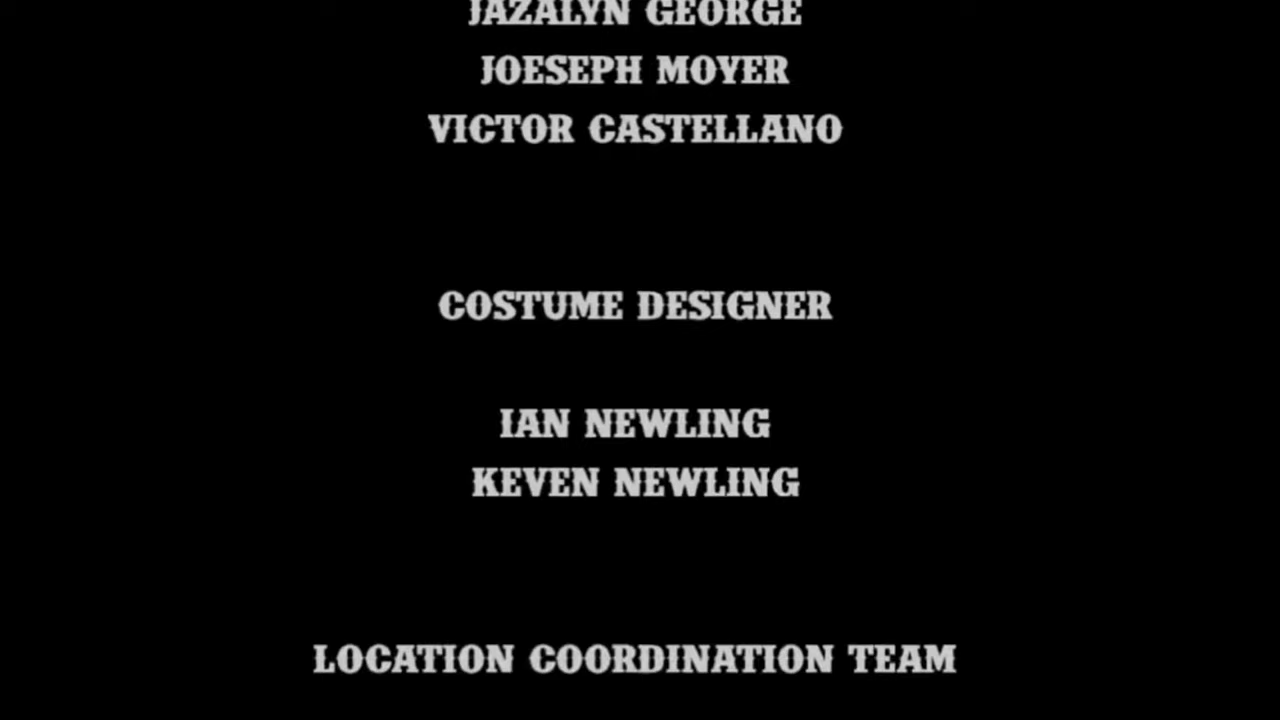 JAZALYN GEORGE
JOESEPH MOYER
VICTOR CASTELLANO
COSTUME DESIGNER
IAN NEWLING
KEVEN NEWLING
LOCATION COORDINATION TEAM